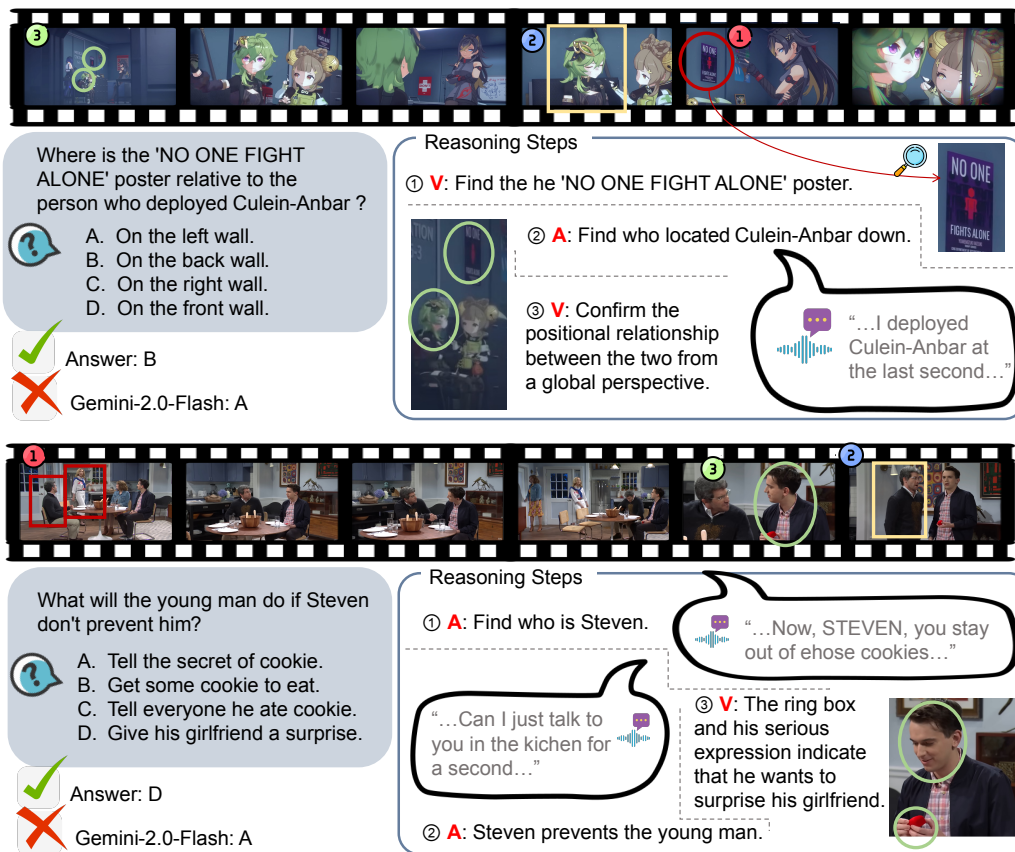 3
2
1
NO ONE
Where is the 'NO ONE FIGHT
ALONE' poster relative to the
person who deployed Culein-Anbar ?
A. On the left wall.
B. On the back wall.
C. On the right wall.
D. On the front wall.
Answer: B
Gemini-2.0-Flash: A
Reasoning Steps
① V: Find the he 'NO ONE FIGHT ALONE' poster.
NO ONE
FIGHTS ALONE
② A: Find who located Culein-Anbar down.
③ V: Confirm the
positional relationship
between the two from
a global perspective.
“…I deployed
Culein-Anbar at
the last second…”
1
3
2
What will the young man do if Steven
don't prevent him?
A. Tell the secret of cookie.
B. Get some cookie to eat.
C. Tell everyone he ate cookie.
D. Give his girlfriend a surprise.
Answer: D
Gemini-2.0-Flash: A
Reasoning Steps
① A: Find who is Steven.
“…Now, STEVEN, you stay
out of ehose cookies…”
“…Can I just talk to
you in the kichen for
a second…”
③ V: The ring box
and his serious
expression indicate
that he wants to
surprise his girlfriend.
② A: Steven prevents the young man.